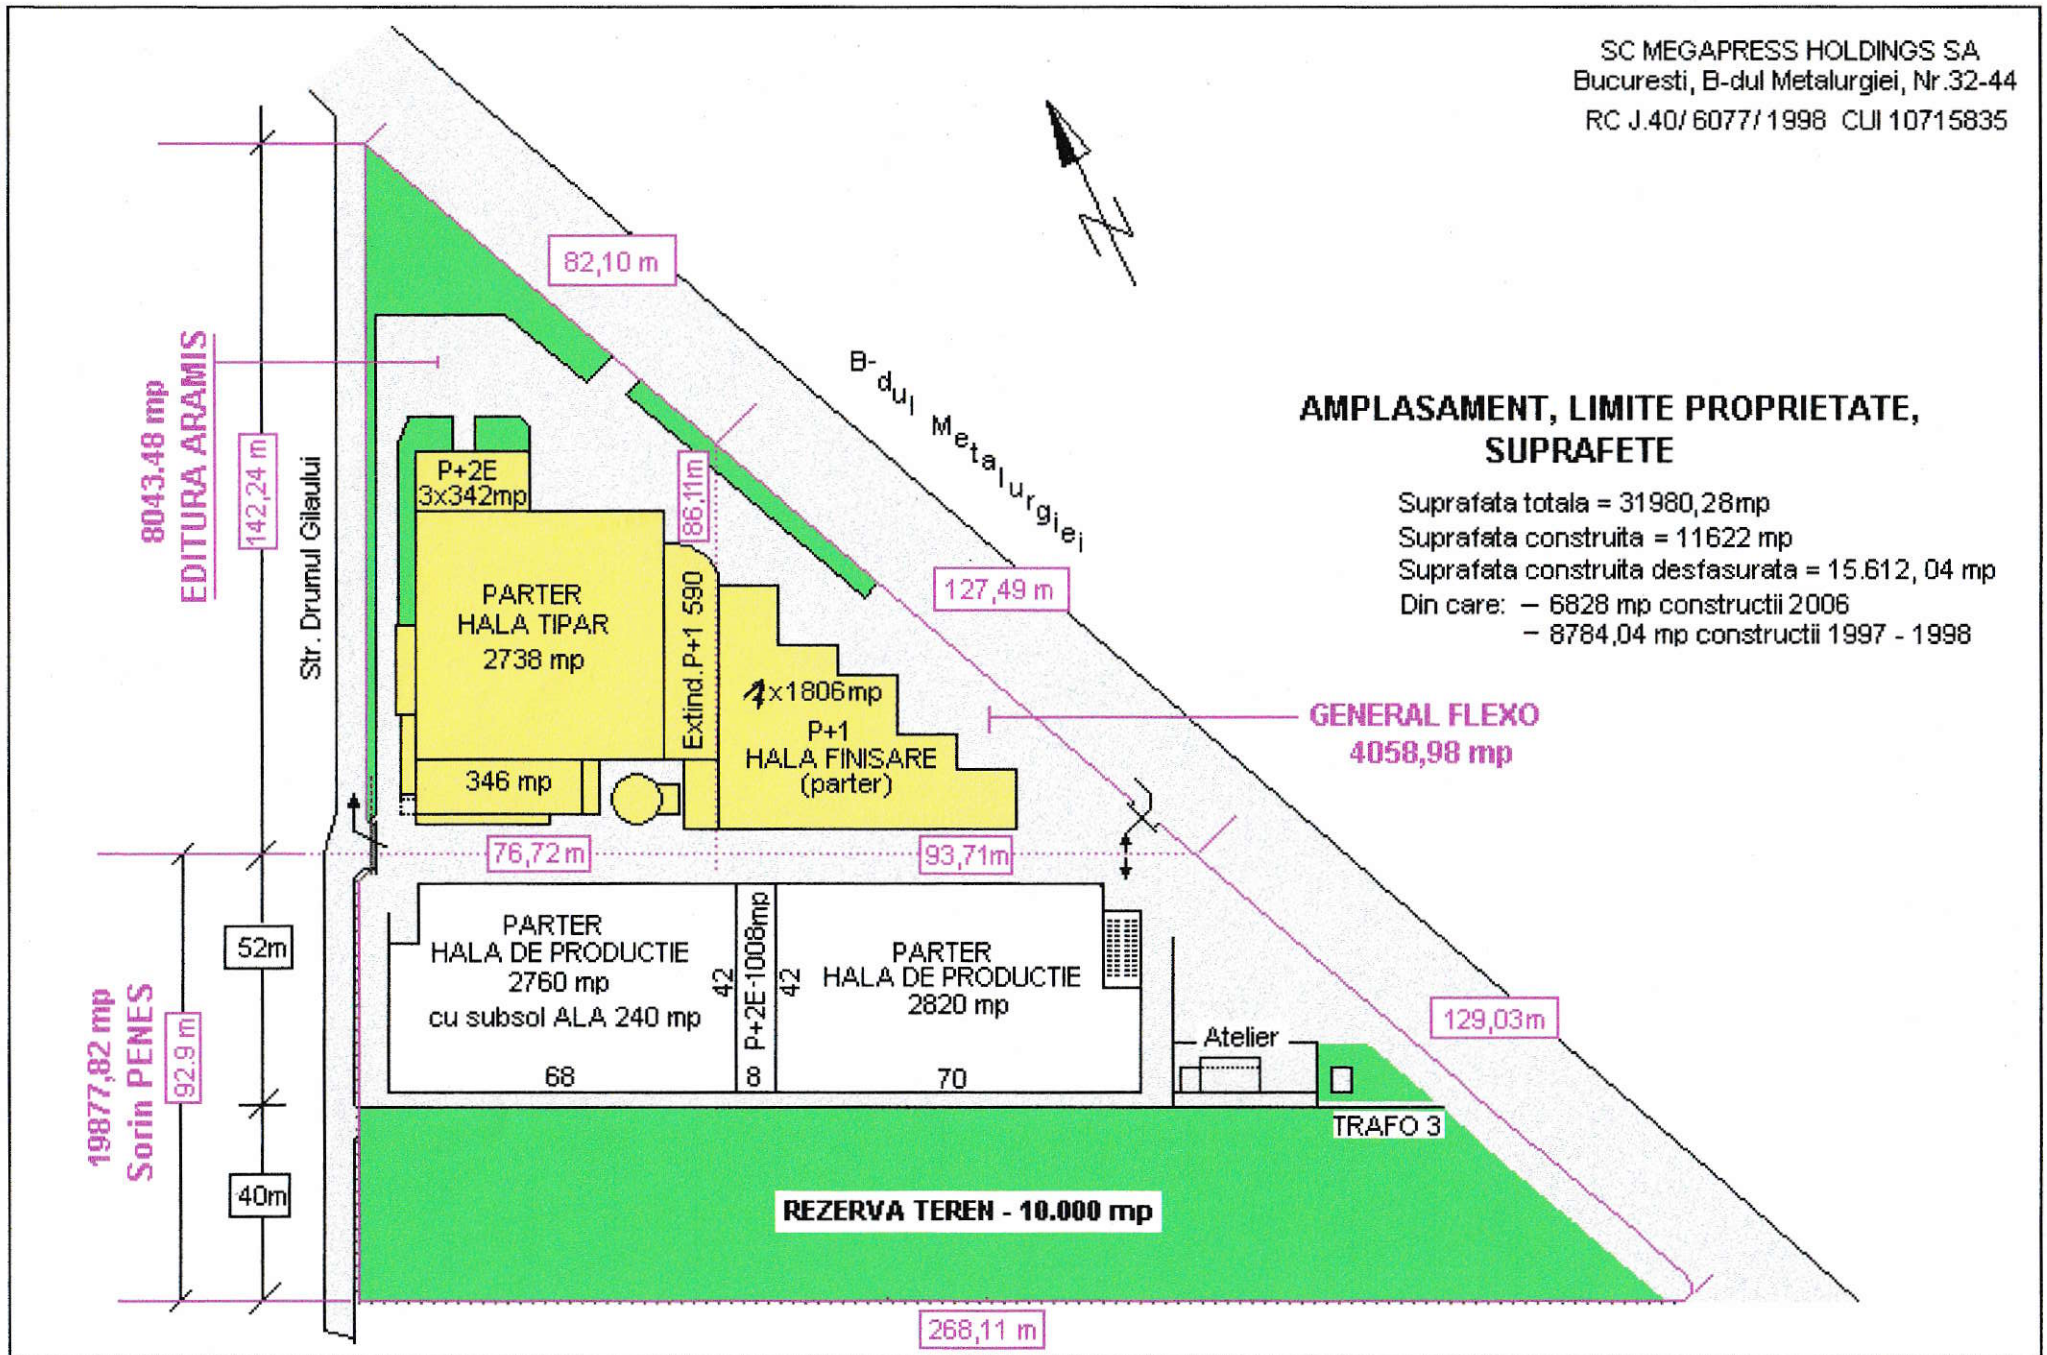 SC MEGAPRESS HOLDINGS SA
Bucuresti, B-dul Metalurgiei, Nr.32-44
RC J.40/ 6077/ 1998 CUI 10715835
82,10 m
B-dul Metalurgiei
AMPLASAMENT, LIMITE PROPRIETATE,
SUPRAFETE
Suprafata totala = 31980,28mp
Suprafata construita = 11622 mp
Suprafata construita desfasurata = 15.612, 04 mp
Din care: – 6828 mp constructii 2006
– 8784,04 mp constructii 1997 - 1998
8043.48 mp
EDITURA ARAMIS
142,24 m
Str. Drumul Gilaului
P+2E
3x342mp
86,11m
127,49 m
PARTER
HALA TIPAR
2738 mp
Extind.P+1 590
x1806mp
P+1
HALA FINISARE
(parter)
GENERAL FLEXO
4058,98 mp
346 mp
76,72m
93,71m
19877,82 mp
Sorin PENES
92.9 m
52m
40m
PARTER
HALA DE PRODUCTIE
2760 mp
cu subsol ALA 240 mp
68
42
P+2E-1008mp
8
42
PARTER
HALA DE PRODUCTIE
2820 mp
70
Atelier
129,03m
TRAFO 3
REZERVA TEREN - 10.000 mp
268,11 m